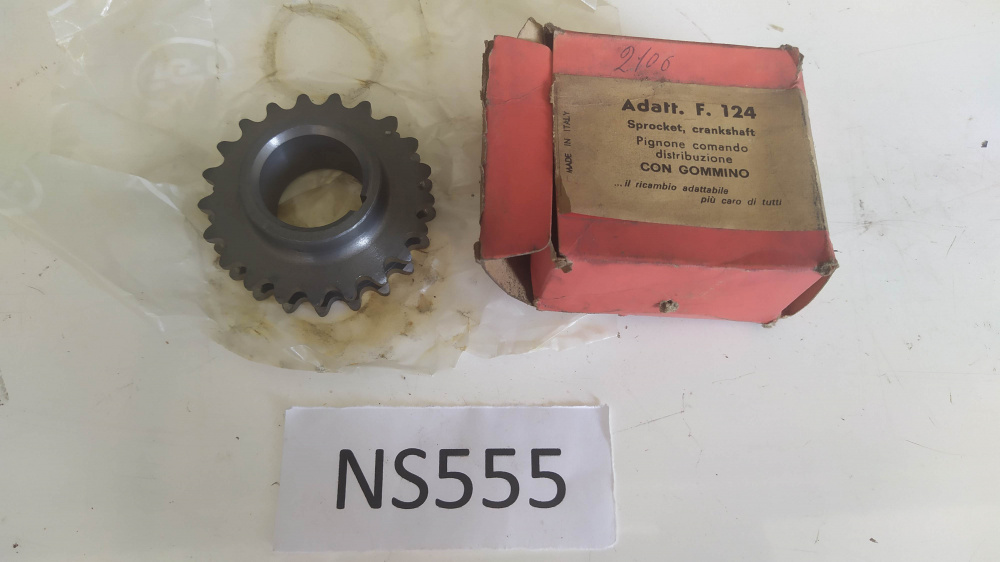 2106
Adatt. F. 124
Sprocket, crankshaft
Pignone comando
distribuzione
CON GOMMINO
...il ricambio adattabile
più caro di tutti
MADE IN ITALY
NS555